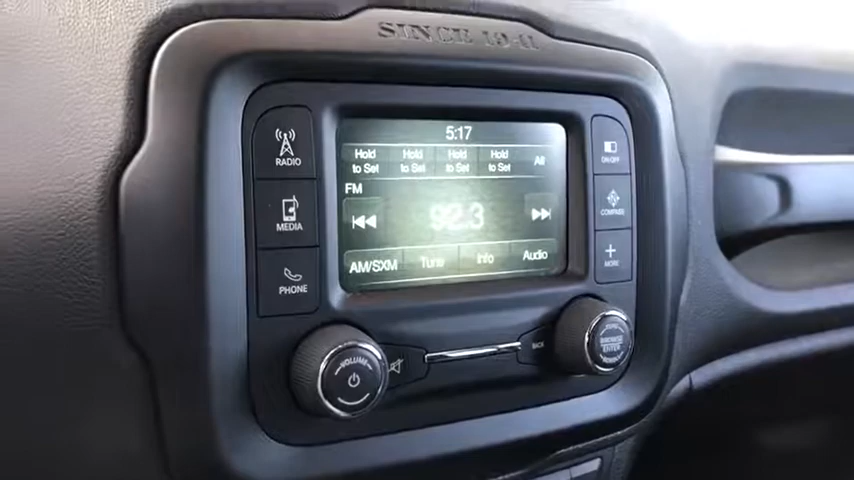 SINCE 1941
5:17
Hold to Set
Hold to Set
Hold to Set
Hold to Set
All
FM
92.3
AM/SXM
Tune
Info
Audio
RADIO
MEDIA
PHONE
ON/OFF
COMPASS
MORE
VOLUME
BACK
BROWSE
ENTER